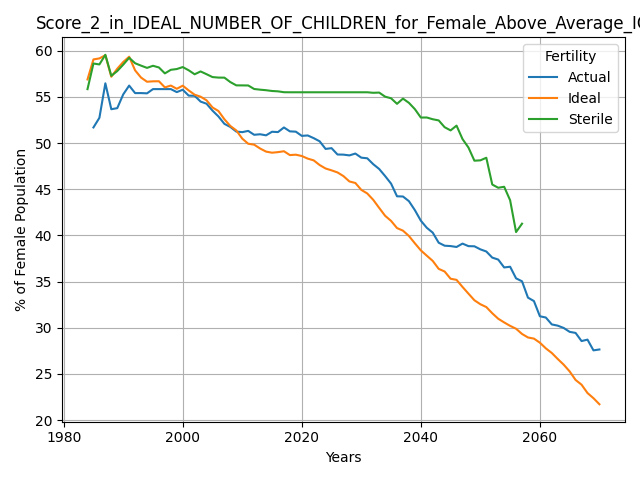 Score_2_in_IDEAL_NUMBER_OF_CHILDREN_for_Female_Above_Average_IQ
60
55
50
45
40
35
30
25
20
% of Female Population
Fertility
Actual
Ideal
Sterile
1980
2000
2020
2040
2060
Years